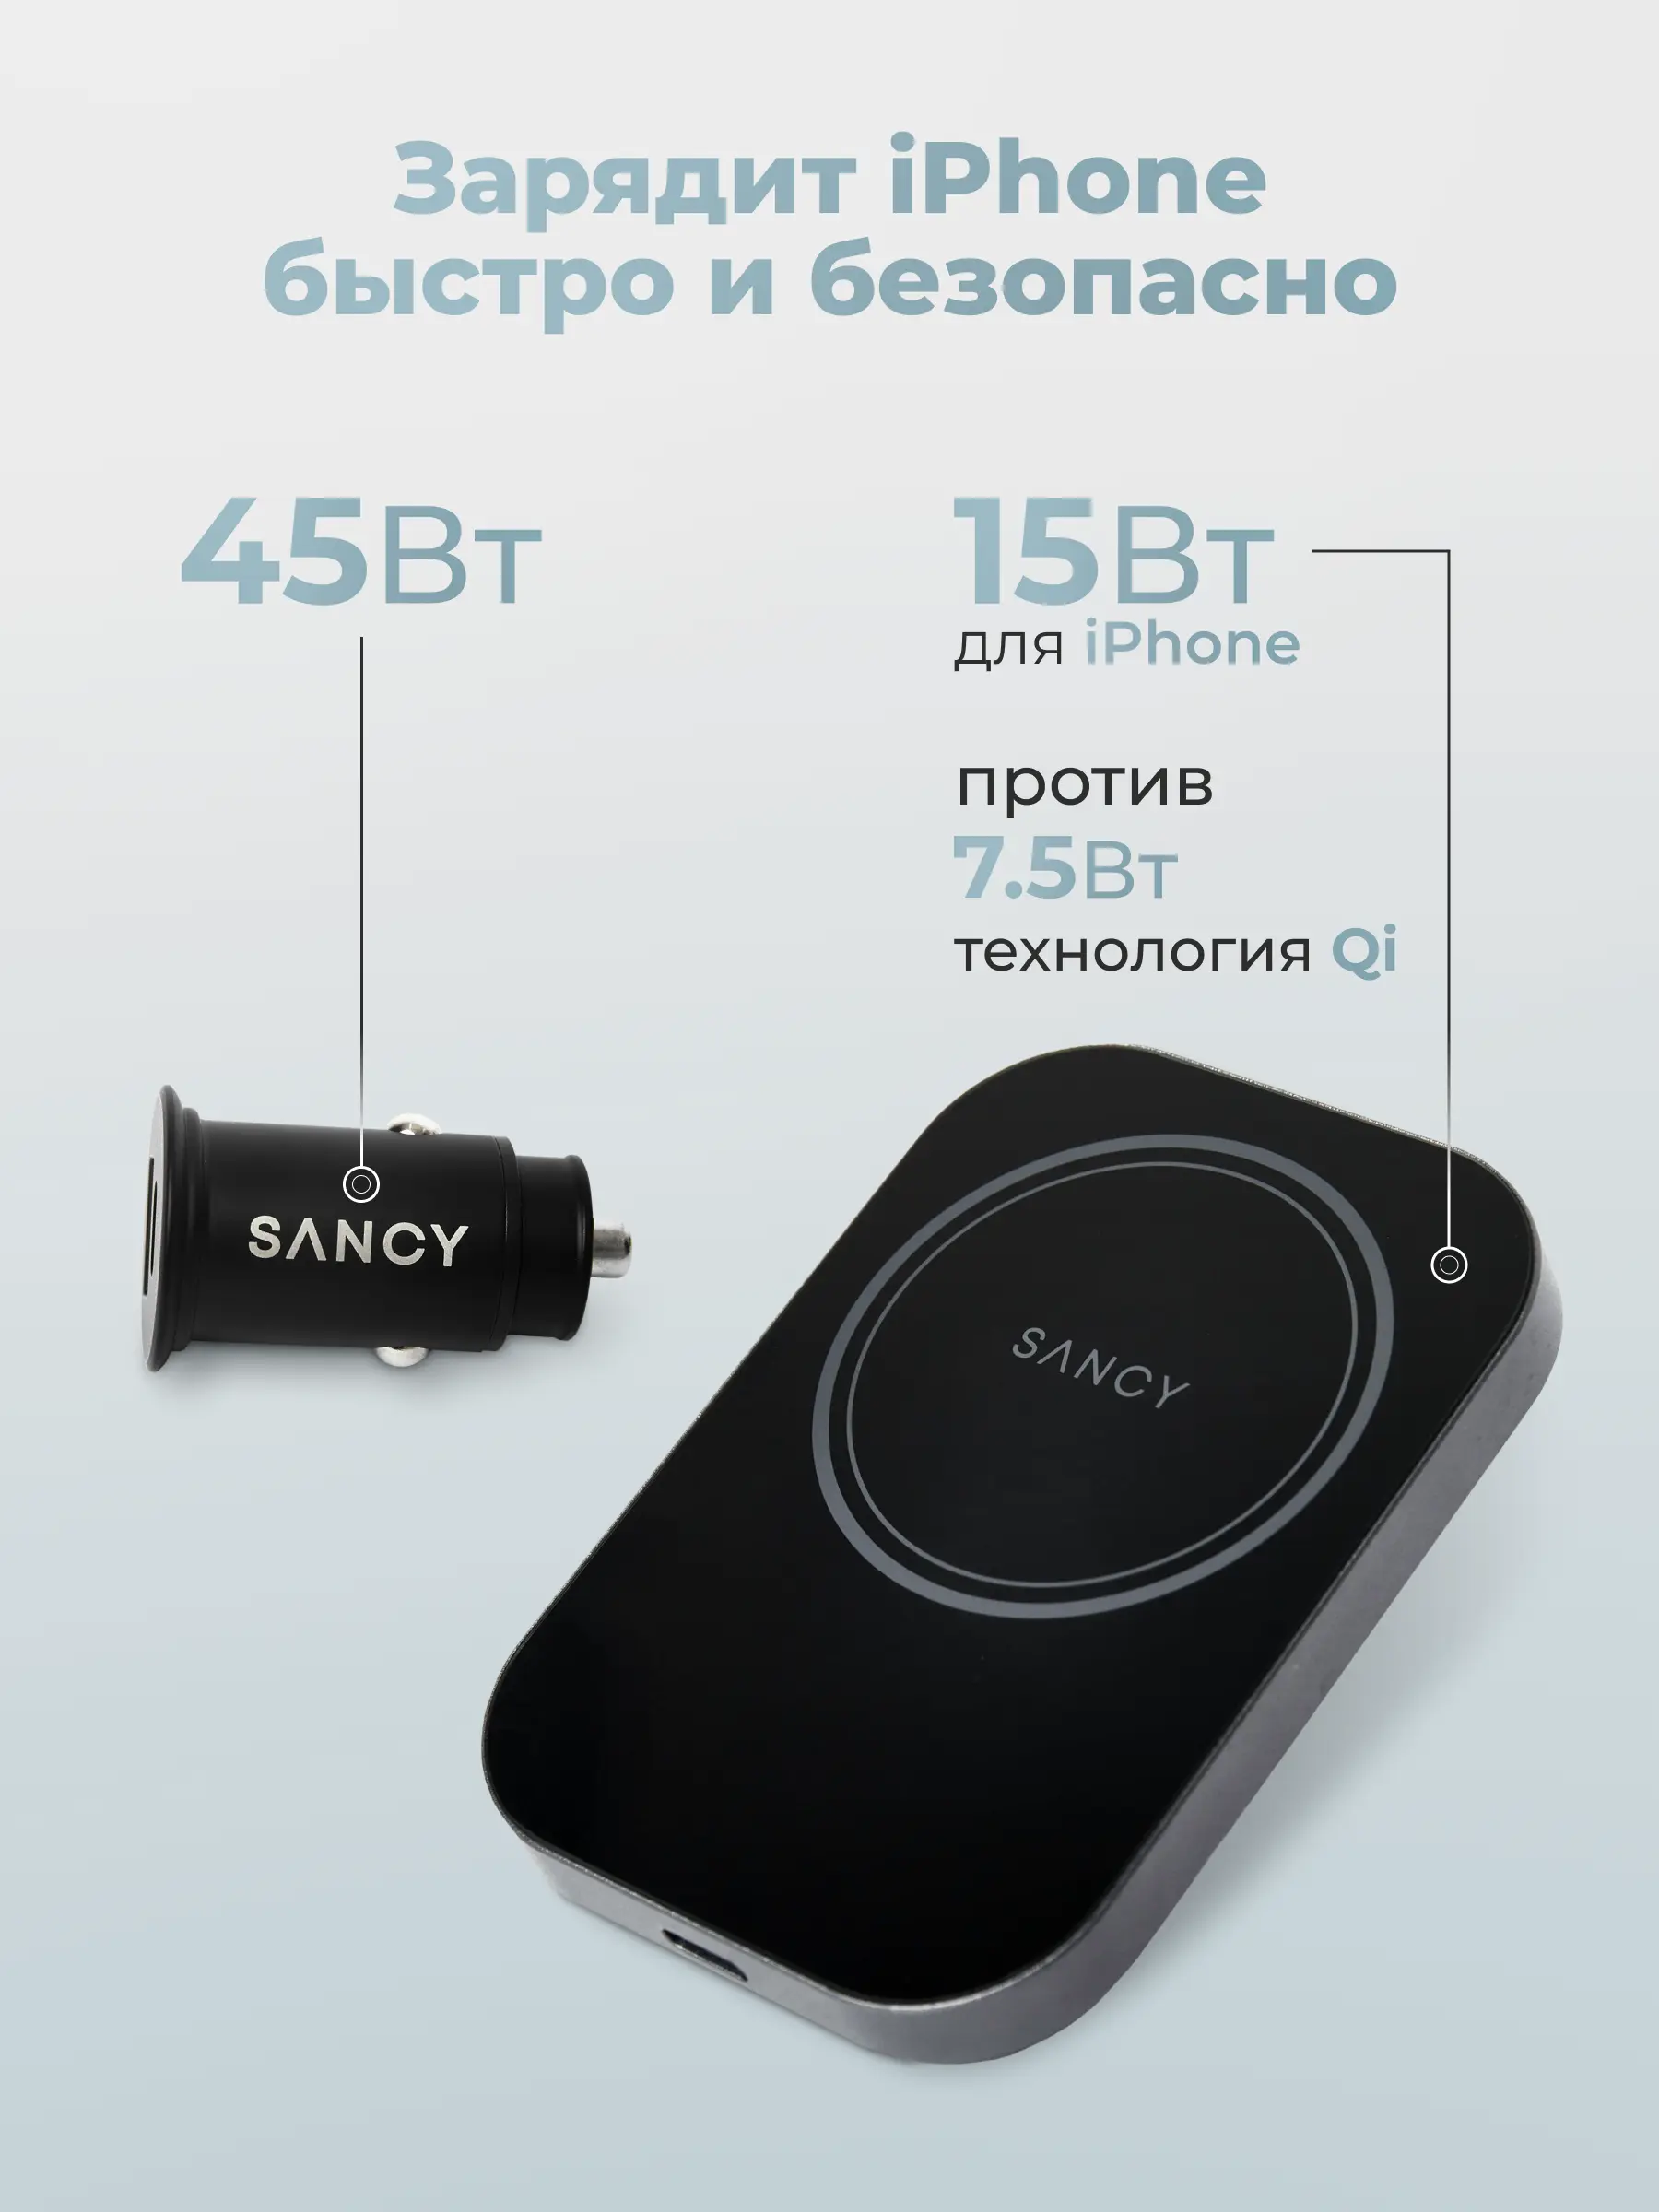 Зарядит iPhone
быстро и безопасно
45Вт
15Вт
для iPhone
против
7.5Вт
технология Qi
SANCY
SANCY